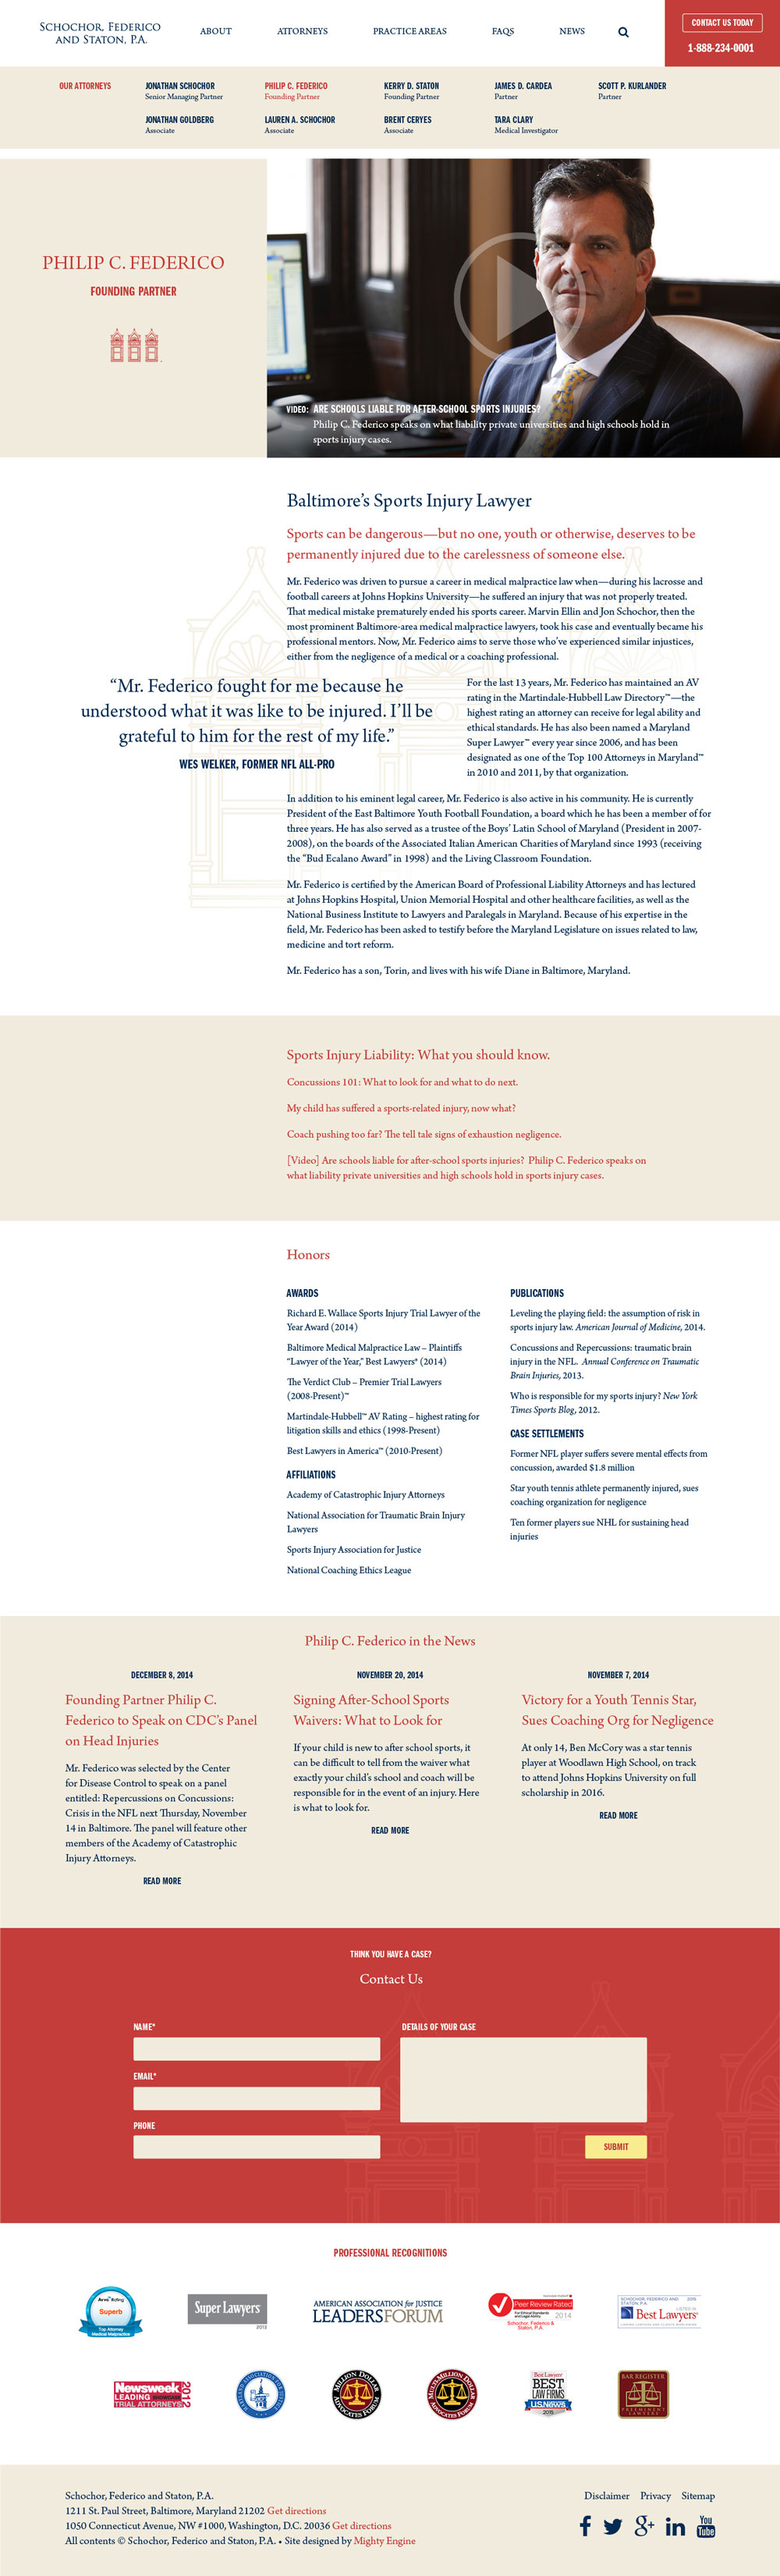 SCHOCHOR, FEDERICO
AND STATON, P.A.
ABOUT
ATTORNEYS
PRACTICE AREAS
FAQS
NEWS
CONTACT US TODAY
1-888-234-0001
OUR ATTORNEYS
JONATHAN SCHOCHOR
Senior Managing Partner
PHILIP C. FEDERICO
Founding Partner
KERRY D. STATON
Founding Partner
JAMES D. CARDEA
Partner
SCOTT P. KURLANDER
Partner
JONATHAN GOLDBERG
Associate
LAUREN A. SCHOCHOR
Associate
BRENT CERYES
Associate
TARA CLARY
Medical Investigator
PHILIP C. FEDERICO
FOUNDING PARTNER
VIDEO: ARE SCHOOLS LIABLE FOR AFTER-SCHOOL SPORTS INJURIES?
Philip C. Federico speaks on what liability private universities and high schools hold in
sports injury cases.
Baltimore's Sports Injury Lawyer
Sports can be dangerous—but no one, youth or otherwise, deserves to be
permanently injured due to the carelessness of someone else.
Mr. Federico was driven to pursue a career in medical malpractice law when—during his lacrosse and
football careers at Johns Hopkins University—he suffered an injury that was not properly treated.
That medical mistake prematurely ended his sports career. Marvin Ellin and Jon Schochor, then the
most prominent Baltimore-area medical malpractice lawyers, took his case and eventually became his
professional mentors. Now, Mr. Federico aims to serve those who've experienced similar injustices,
either from the negligence of a medical or a coaching professional.
“Mr. Federico fought for me because he
understood what it was like to be injured. I'll be
grateful to him for the rest of my life.”
WES WELKER, FORMER NFL ALL-PRO
For the last 13 years, Mr. Federico has maintained an AV
rating in the Martindale-Hubbell Law Directory™—the
highest rating an attorney can receive for legal ability and
ethical standards. He has also been named a Maryland
Super Lawyer™ every year since 2006, and has been
designated as one of the Top 100 Attorneys in Maryland™
in 2010 and 2011, by that organization.
In addition to his eminent legal career, Mr. Federico is also active in his community. He is currently
President of the East Baltimore Youth Football Foundation, a board which he has been a member of for
three years. He has also served as a trustee of the Boys' Latin School of Maryland (President in 2007-
2008), on the boards of the Associated Italian American Charities of Maryland since 1993 (receiving
the “Bud Ecalano Award” in 1998) and the Living Classroom Foundation.
Mr. Federico is certified by the American Board of Professional Liability Attorneys and has lectured
at Johns Hopkins Hospital, Union Memorial Hospital and other healthcare facilities, as well as the
National Business Institute to Lawyers and Paralegals in Maryland. Because of his expertise in the
field, Mr. Federico has been asked to testify before the Maryland Legislature on issues related to law,
medicine and tort reform.
Mr. Federico has a son, Torin, and lives with his wife Diane in Baltimore, Maryland.
Sports Injury Liability: What you should know.
Concussions 101: What to look for and what to do next.
My child has suffered a sports-related injury, now what?
Coach pushing too far? The tell tale signs of exhaustion negligence.
[Video] Are schools liable for after-school sports injuries? Philip C. Federico speaks on
what liability private universities and high schools hold in sports injury cases.
Honors
AWARDS
Richard E. Wallace Sports Injury Trial Lawyer of the
Year Award (2014)
Baltimore Medical Malpractice Law – Plaintiffs
“Lawyer of the Year,” Best Lawyers® (2014)
The Verdict Club – Premier Trial Lawyers
(2008-Present)™
Martindale-Hubbell™ AV Rating – highest rating for
litigation skills and ethics (1998-Present)
Best Lawyers in America™ (2010-Present)
AFFILIATIONS
Academy of Catastrophic Injury Attorneys
National Association for Traumatic Brain Injury
Lawyers
Sports Injury Association for Justice
National Coaching Ethics League
PUBLICATIONS
Leveling the playing field: the assumption of risk in
sports injury law. American Journal of Medicine, 2014.
Concussions and Repercussions: traumatic brain
injury in the NFL. Annual Conference on Traumatic
Brain Injuries, 2013.
Who is responsible for my sports injury? New York
Times Sports Blog, 2012.
CASE SETTLEMENTS
Former NFL player suffers severe mental effects from
concussion, awarded $1.8 million
Star youth tennis athlete permanently injured, sues
coaching organization for negligence
Ten former players sue NHL for sustaining head
injuries
Philip C. Federico in the News
DECEMBER 8, 2014
Founding Partner Philip C.
Federico to Speak on CDC's Panel
on Head Injuries
Mr. Federico was selected by the Center
for Disease Control to speak on a panel
entitled: Repercussions on Concussions:
Crisis in the NFL next Thursday, November
14 in Baltimore. The panel will feature other
members of the Academy of Catastrophic
Injury Attorneys.
READ MORE
NOVEMBER 20, 2014
Signing After-School Sports
Waivers: What to Look for
If your child is new to after school sports, it
can be difficult to tell from the waiver what
exactly your child's school and coach will be
responsible for in the event of an injury. Here
is what to look for.
READ MORE
NOVEMBER 7, 2014
Victory for a Youth Tennis Star,
Sues Coaching Org for Negligence
At only 14, Ben McCory was a star tennis
player at Woodlawn High School, on track
to attend Johns Hopkins University on full
scholarship in 2016.
READ MORE
THINK YOU HAVE A CASE?
Contact Us
NAME*
EMAIL*
PHONE
DETAILS OF YOUR CASE
SUBMIT
PROFESSIONAL RECOGNITIONS
Avvo Rating
Superb
Top Attorney
Medical Malpractice
Super Lawyers
AMERICAN ASSOCIATION for JUSTICE
LEADERS FORUM
Peer Review Rated
For Ethical Standards
and Legal Ability
2014
Schochor, Federico &
Staton, P.A.
SCHOCHOR, FEDERICO AND
STATON, P.A.
2015
LISTED IN
Best Lawyers
Newsweek
LEADING
TRIAL ATTORNEYS
2012
MILLION DOLLAR
ADVOCATES FORUM
MULTI-MILLION DOLLAR
ADVOCATES FORUM
Best Lawyers
BEST
LAW FIRMS
U.S.News
2015
BAR REGISTER
PREEMINENT
LAWYERS
Schochor, Federico and Staton, P.A.
1211 St. Paul Street, Baltimore, Maryland 21202 Get directions
1050 Connecticut Avenue, NW #1000, Washington, D.C. 20036 Get directions
All contents © Schochor, Federico and Staton, P.A. • Site designed by Mighty Engine
Disclaimer Privacy Sitemap
You
Tube